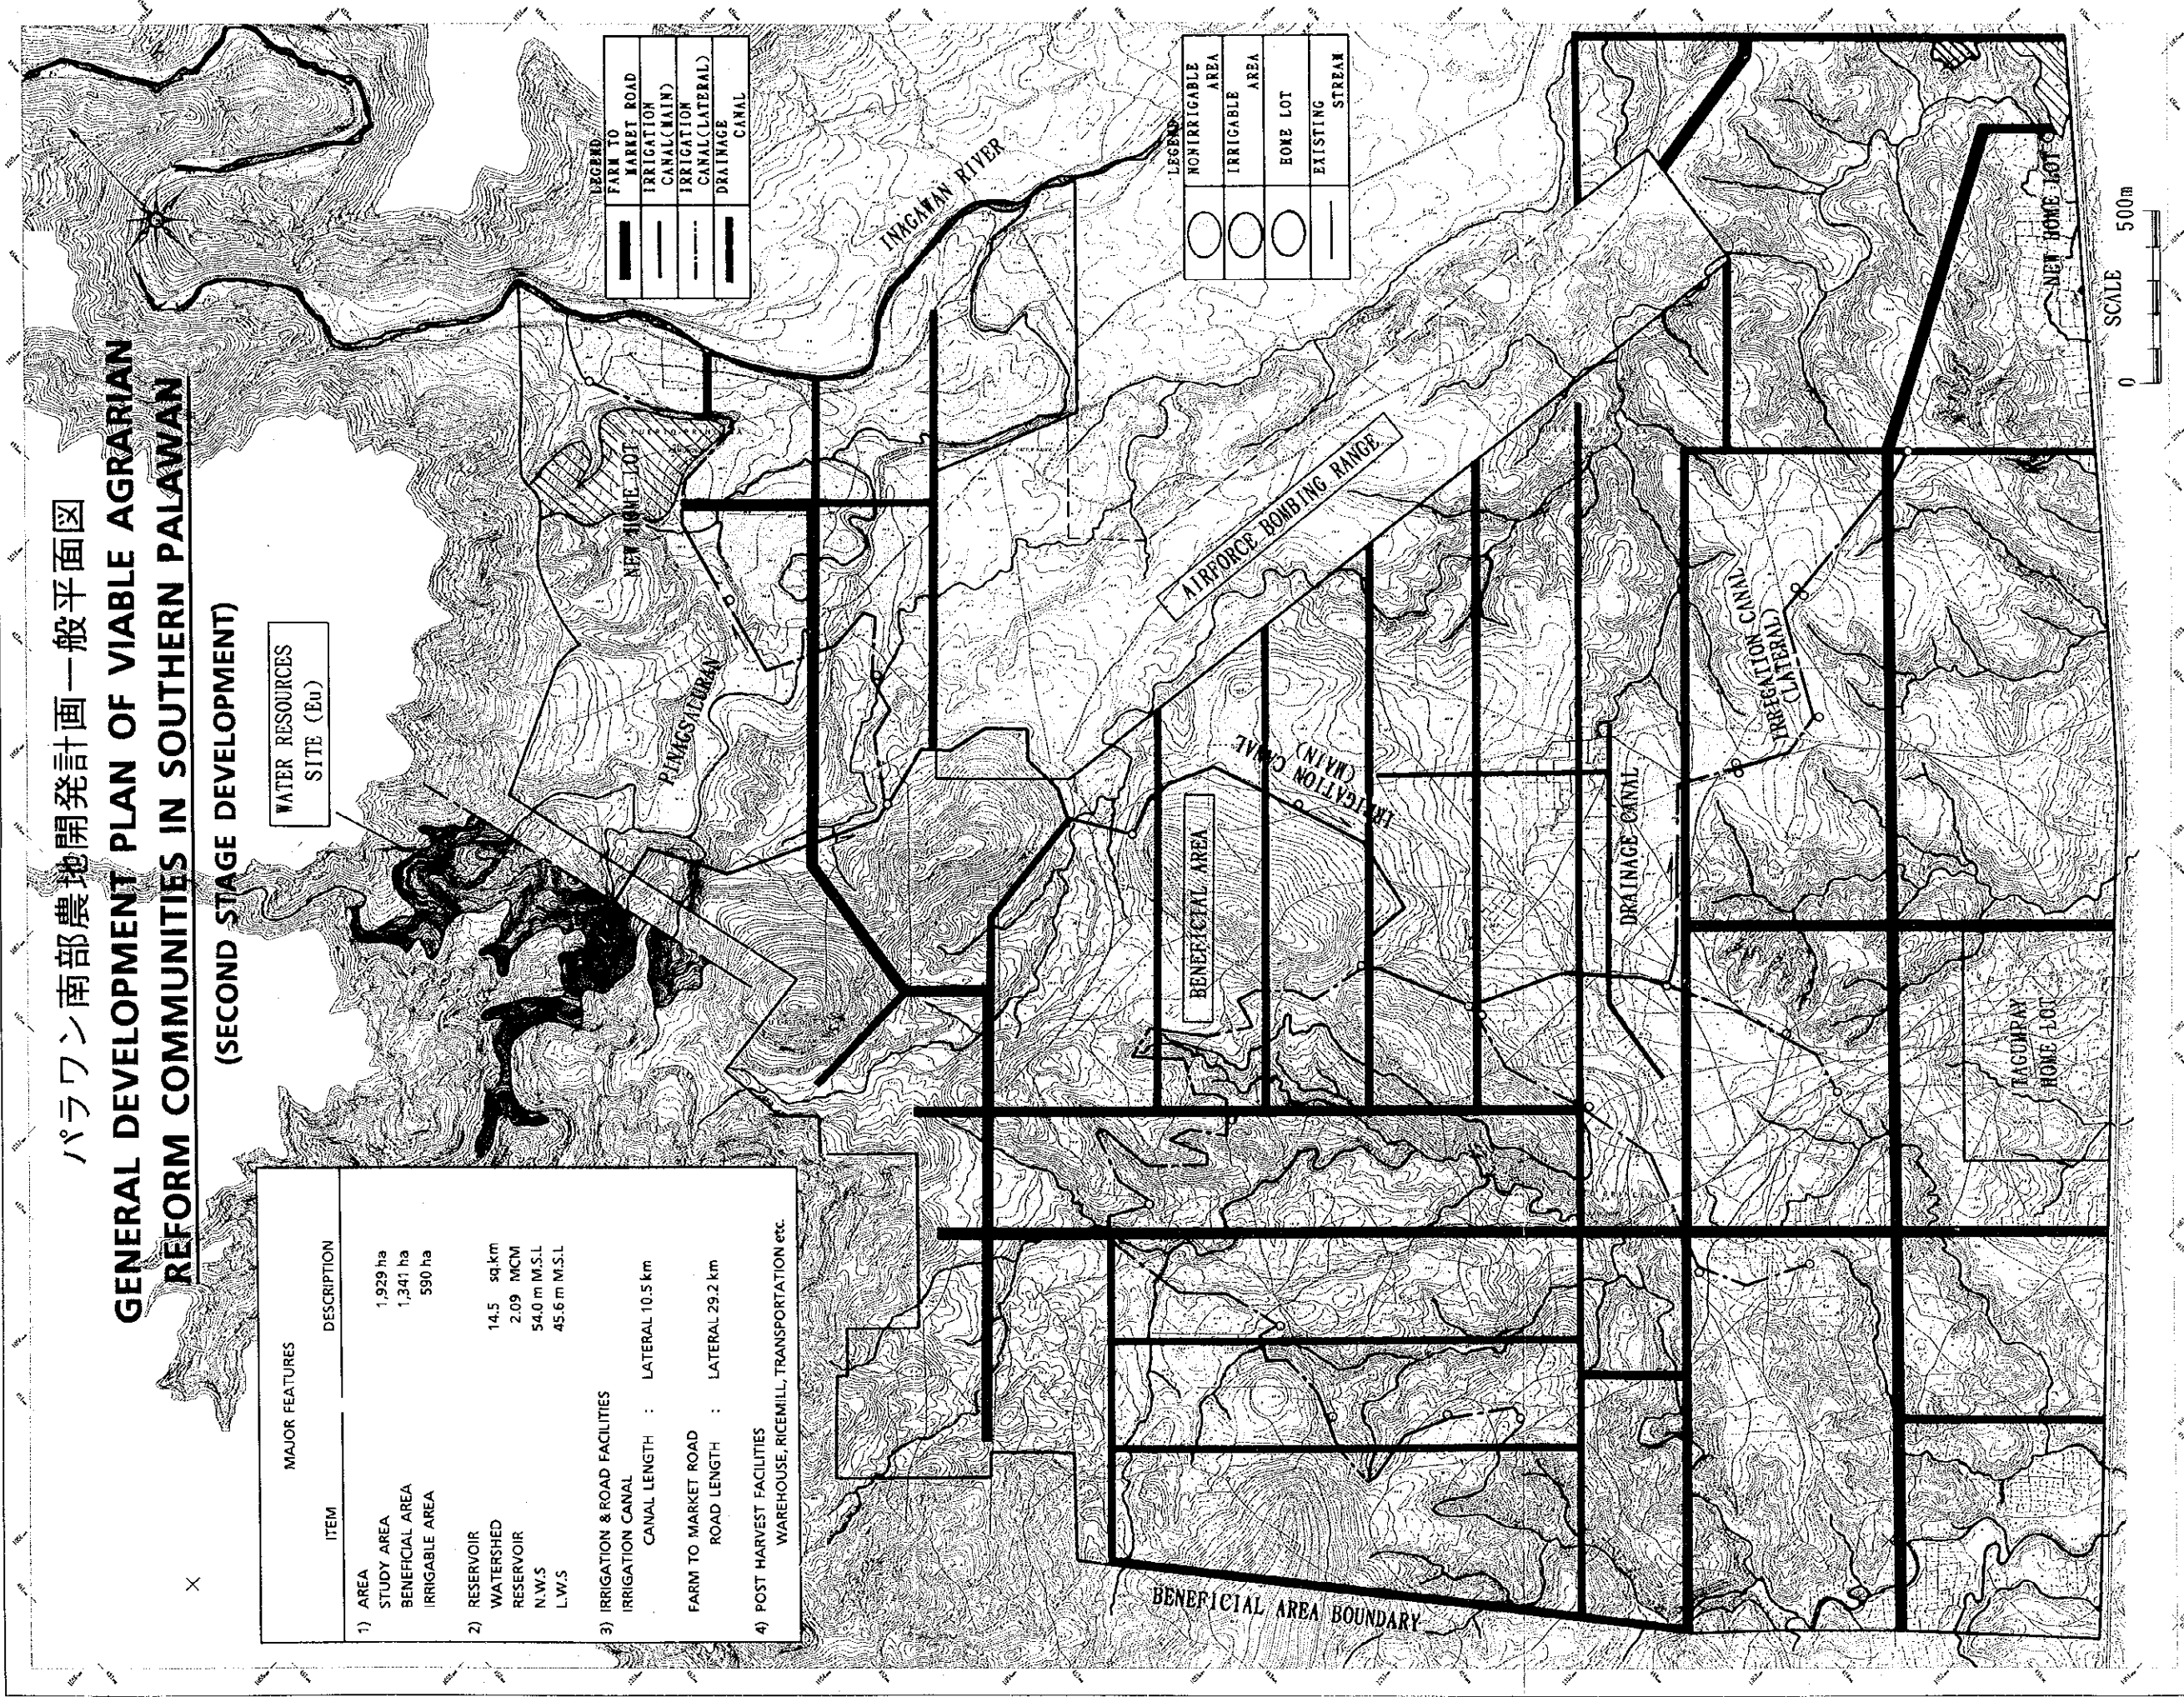 パラワン南部農地開発計画一般平面図
GENERAL DEVELOPMENT PLAN OF VIABLE AGRARIAN
REFORM COMMUNITIES IN SOUTHERN PALAWAN
(SECOND STAGE DEVELOPMENT)
WATER RESOURCES
SITE (Eu)
MAJOR FEATURES
ITEM DESCRIPTION
1) AREA
STUDY AREA 1,929 ha
BENEFICIAL AREA 1,341 ha
IRRIGABLE AREA 590 ha
2) RESERVOIR
WATERSHED 14.5 sq.km
RESERVOIR 2.09 MCM
N.W.S 54.0 m M.S.L
L.W.S 45.6 m M.S.L
3) IRRIGATION & ROAD FACILITIES
IRRIGATION CANAL
CANAL LENGTH : LATERAL 10.5 km
FARM TO MARKET ROAD
ROAD LENGTH : LATERAL 29.2 km
4) POST HARVEST FACILITIES
WAREHOUSE, RICEMILL, TRANSPORTATION etc.
LEGEND
FARM TO
MARKET ROAD
IRRIGATION
CANAL(MAIN)
IRRIGATION
CANAL(LATERAL)
DRAINAGE
CANAL
INAGAWAN RIVER
NEW HOME LOT
PINAGSALURAN
LEGEND
NONIRRIGABLE
AREA
IRRIGABLE
AREA
HOME LOT
EXISTING
STREAM
AIRFORCE BOMBING RANGE
BENEFICIAL AREA
IRRIGATION CANAL
(MAIN)
DRAINAGE CANAL
IRRIGATION CANAL
(LATERAL)
BENEFICIAL AREA BOUNDARY
TAGUMRAY
HOME LOT
NEW HOME LOT
SCALE
0 500m